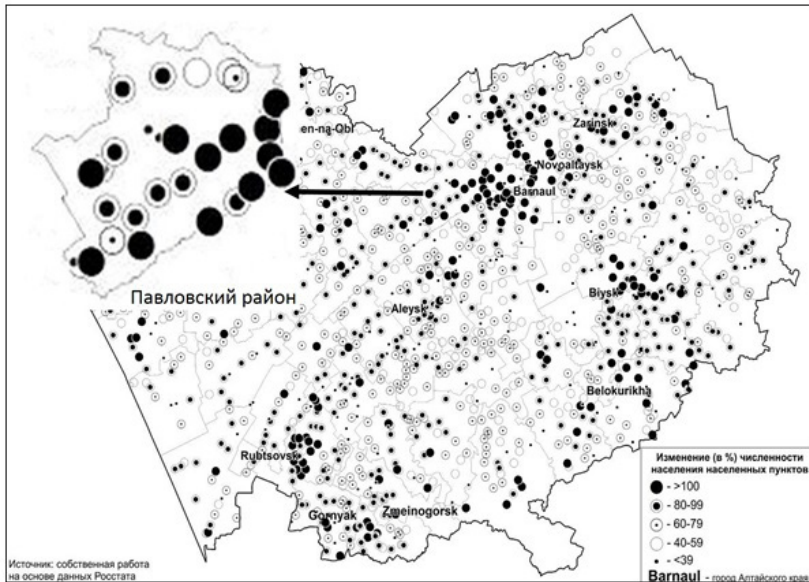 en-na-Obl
Zarinsk
Novoaltaysk
Barnaul
Павловский район
Aleysk
Biysk
Belokurikha
Rubtsovsk
Gornyak
Zmeinogorsk
Изменение (в %) численности
населения населенных пунктов
- >100
- 80-99
- 60-79
- 40-59
- <39
Barnaul - город Алтайского края
Источник: собственная работа
на основе данных Росстата